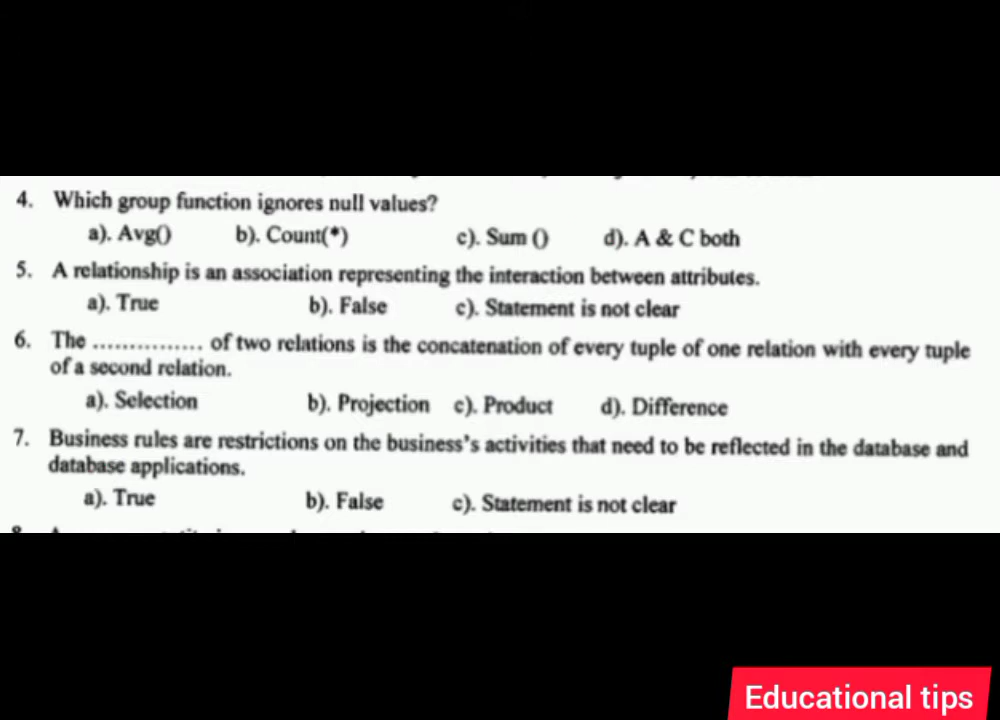 4. Which group function ignores null values?
a). Avg() b). Count(*) c). Sum () d). A & C both
5. A relationship is an association representing the interaction between attributes.
a). True b). False c). Statement is not clear
6. The ............... of two relations is the concatenation of every tuple of one relation with every tuple
of a second relation.
a). Selection b). Projection c). Product d). Difference
7. Business rules are restrictions on the business's activities that need to be reflected in the database and
database applications.
a). True b). False c). Statement is not clear
Educational tips